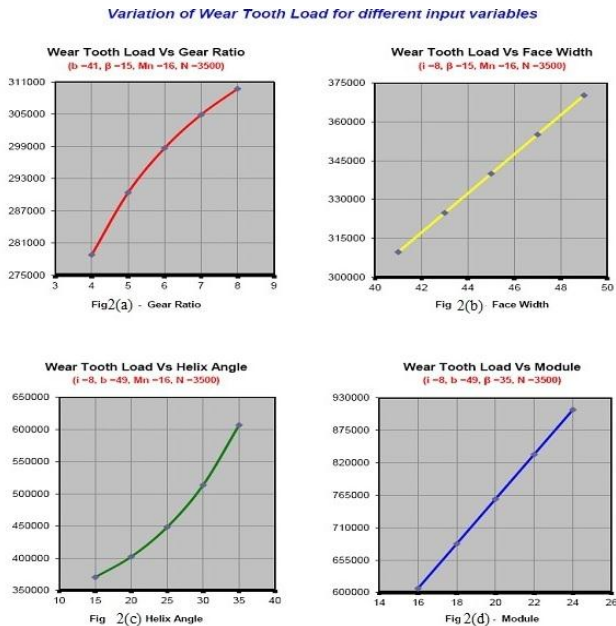 Variation of Wear Tooth Load for different input variables
Wear Tooth Load Vs Gear Ratio
(b =41, β =15, Mn =16, N =3500)
311000
305000
299000
293000
287000
281000
275000
3 4 5 6 7 8 9
Fig2(a) - Gear Ratio
Wear Tooth Load Vs Face Width
(i =8, β =15, Mn =16, N =3500)
375000
360000
345000
330000
315000
300000
40 42 44 46 48 50
Fig 2(b)- Face Width
Wear Tooth Load Vs Helix Angle
(i =8, b =49, Mn =16, N =3500)
650000
600000
550000
500000
450000
400000
350000
10 15 20 25 30 35 40
Fig 2(c) Helix Angle
Wear Tooth Load Vs Module
(i =8, b =49, β =35, N =3500)
930000
875000
820000
765000
710000
655000
600000
14 16 18 20 22 24 26
Fig 2(d) - Module